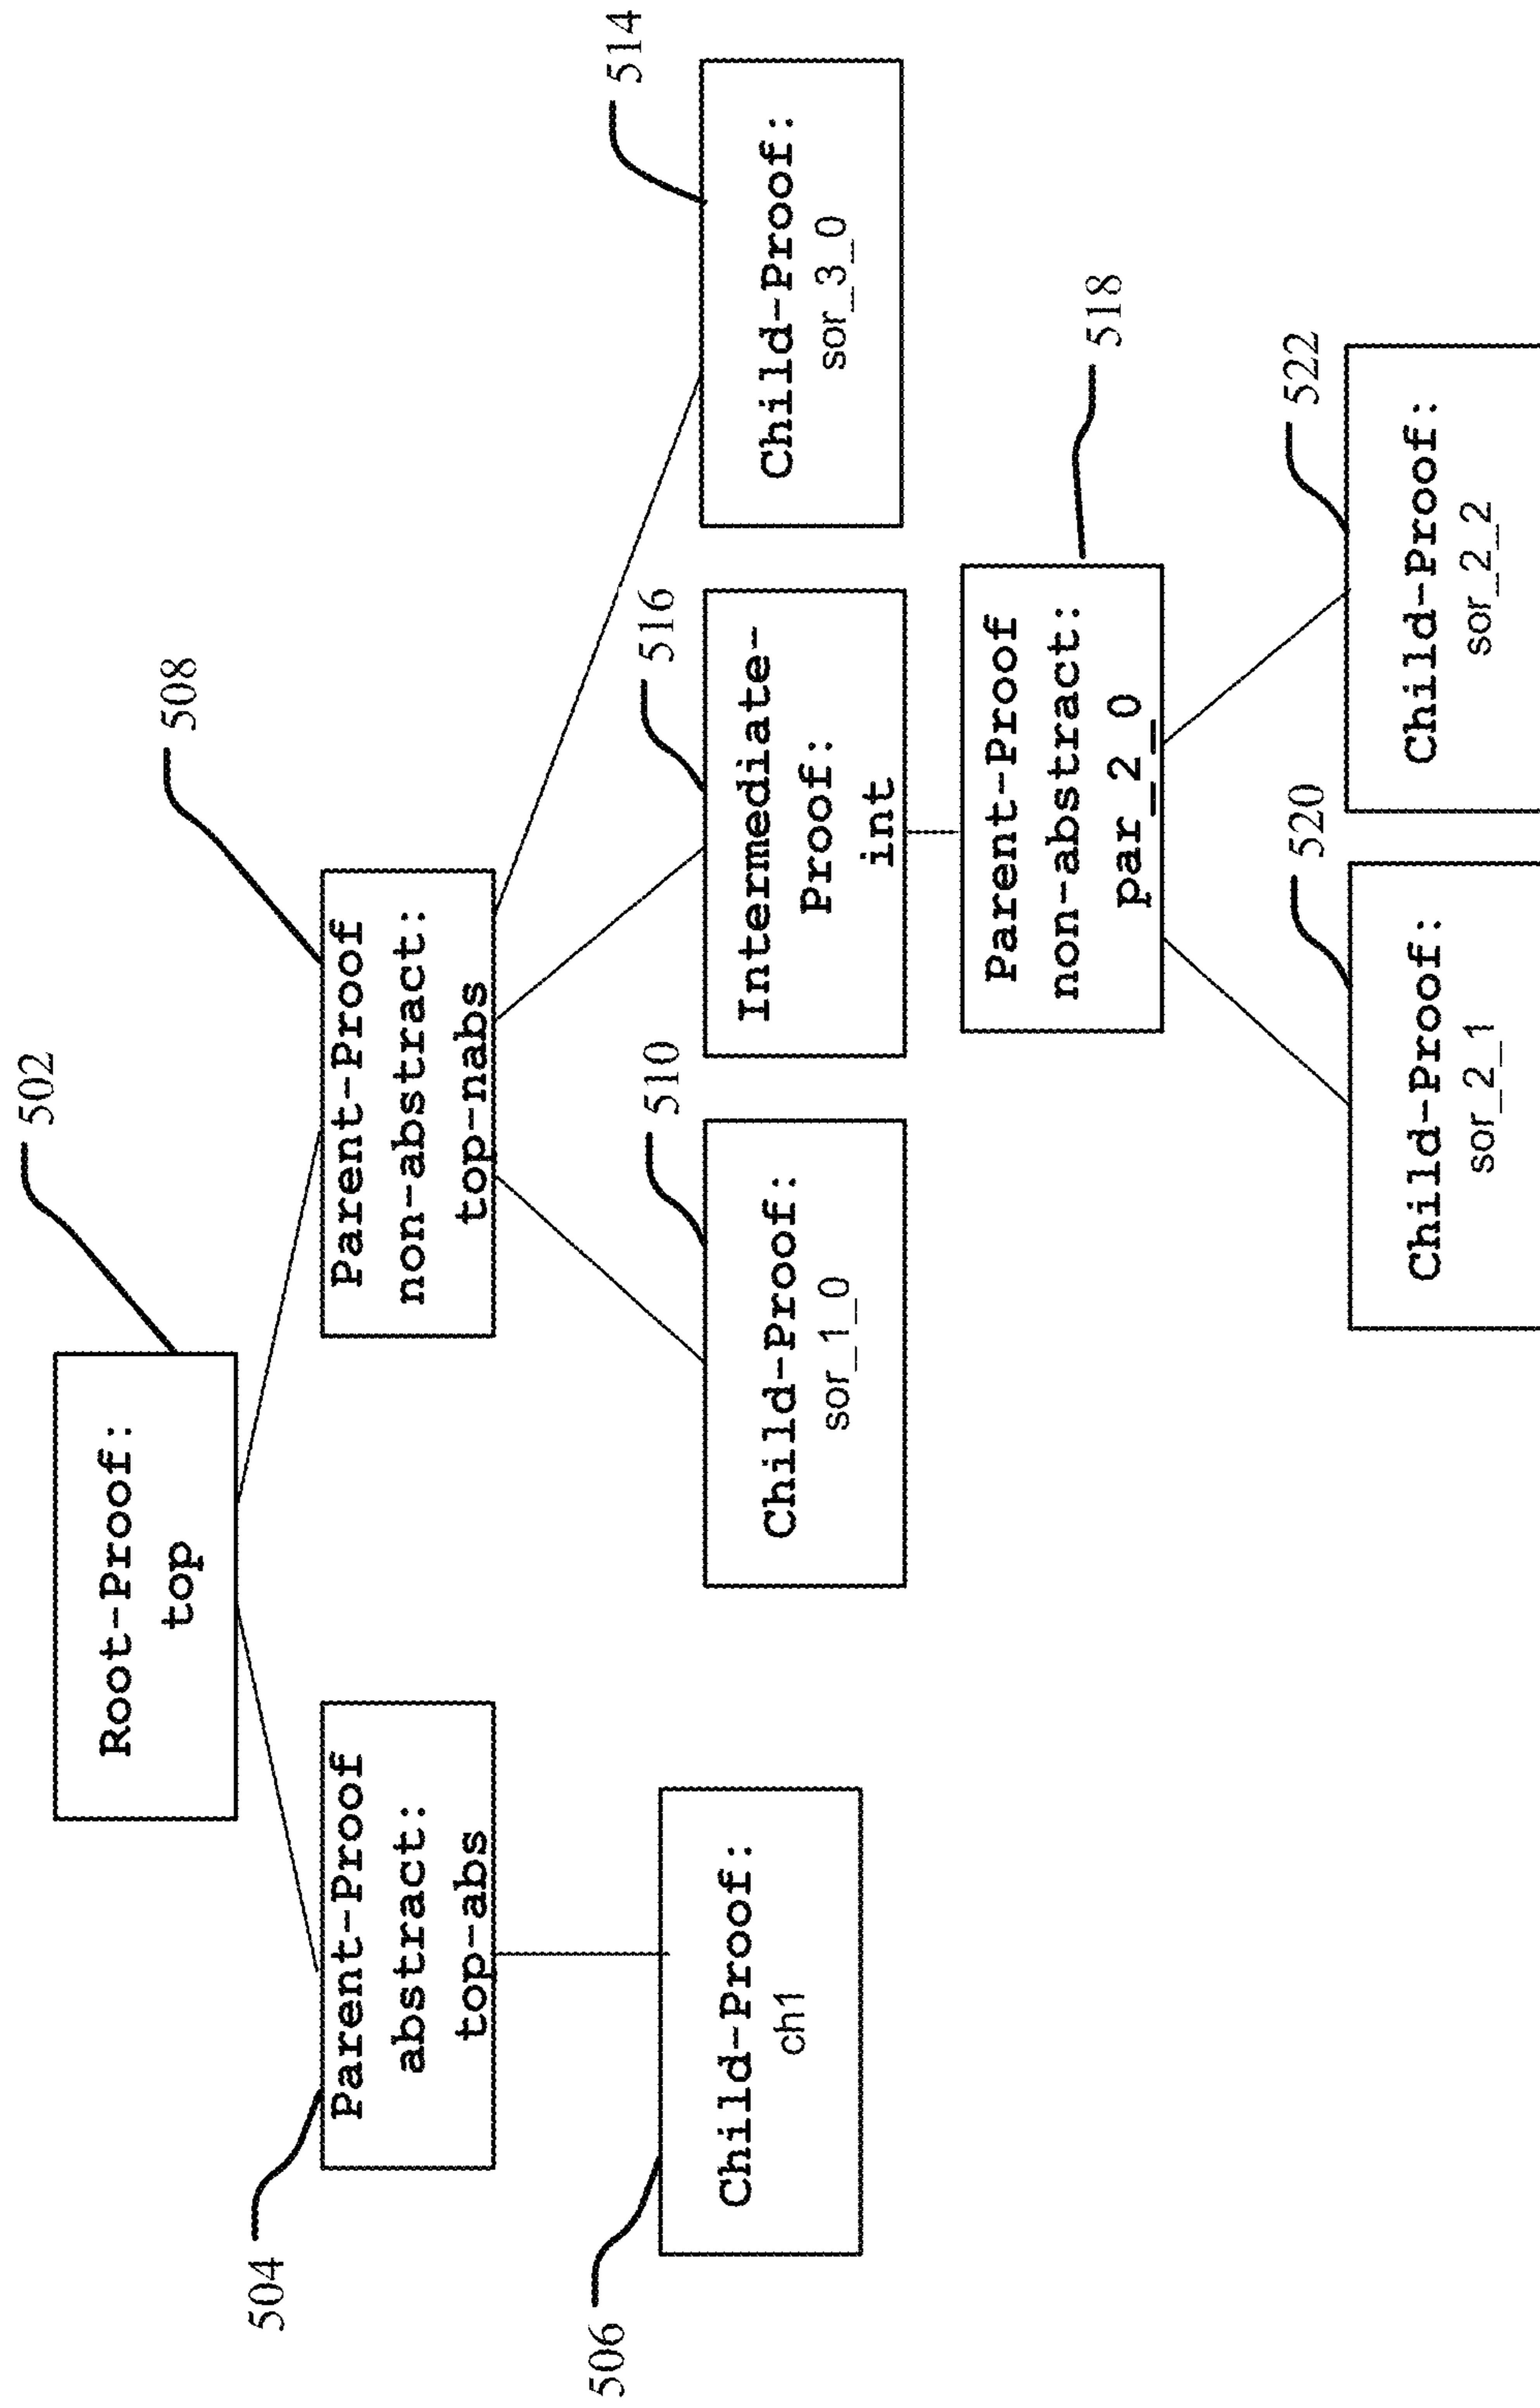 502
Root-Proof:
top
504
Parent-Proof
abstract:
top-abs
508
Parent-Proof
non-abstract:
top-nabs
506
Child-Proof:
ch1
510
Child-Proof:
sor_1_0
516
Intermediate-
Proof:
int
514
Child-Proof:
sor_3_0
518
Parent-Proof
non-abstract:
par_2_0
520
Child-Proof:
sor_2_1
522
Child-Proof:
sor_2_2